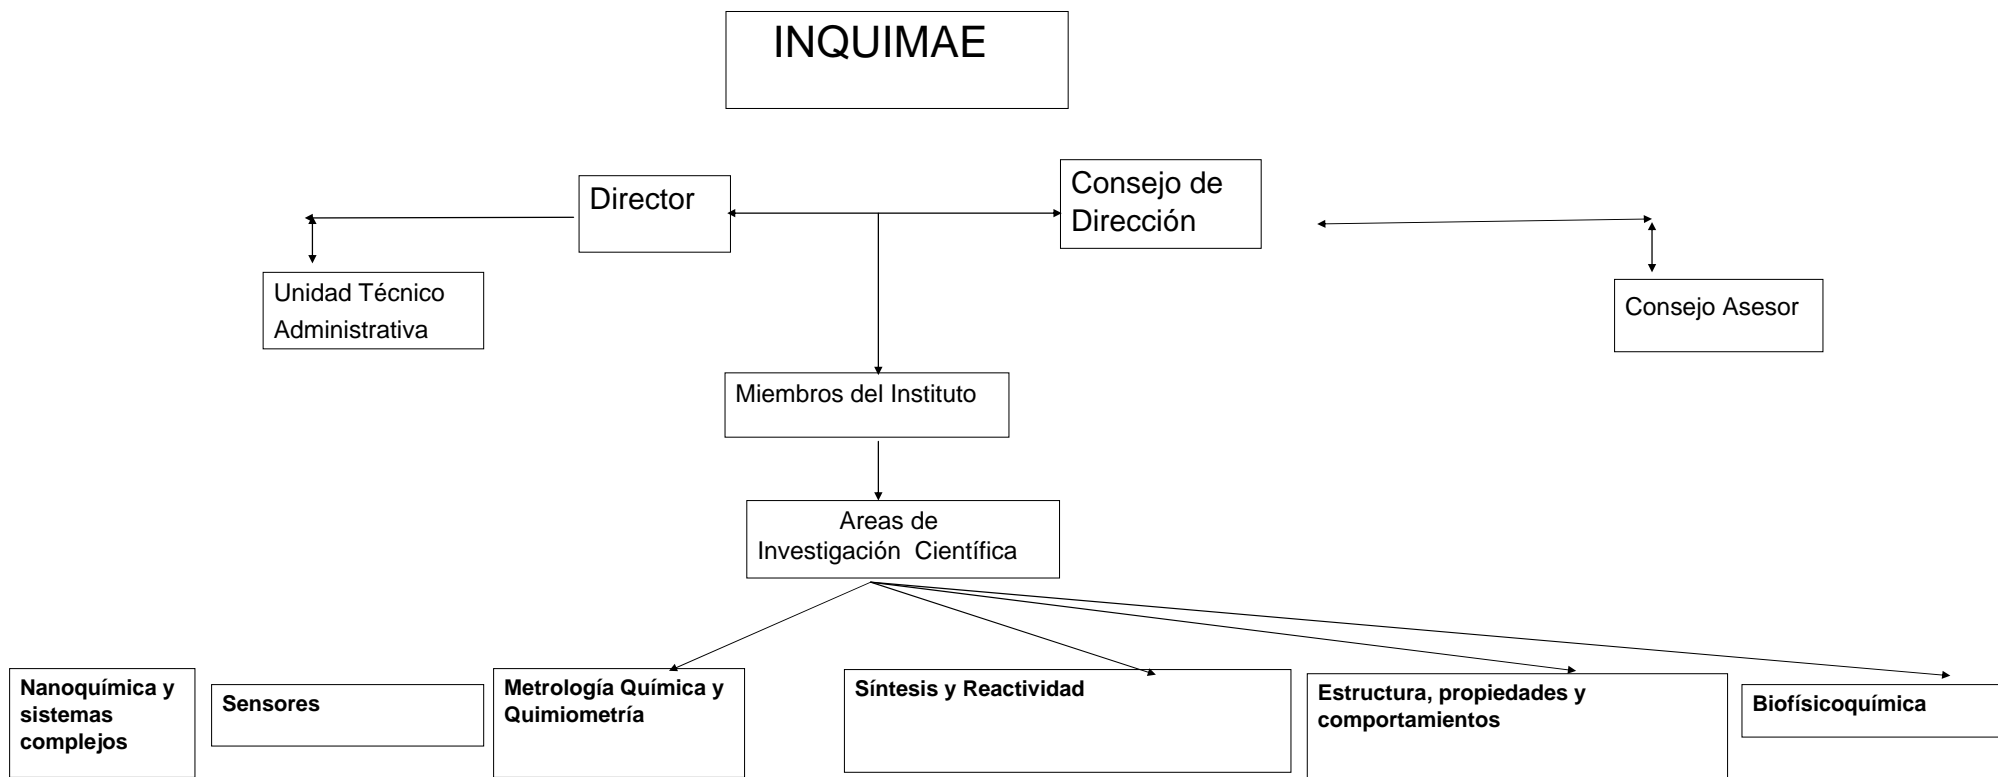 INQUIMAE
Director
Consejo de
Dirección
Unidad Técnico
Administrativa
Consejo Asesor
Miembros del Instituto
Areas de
Investigación Científica
Nanoquímica y
sistemas
complejos
Sensores
Metrología Química y
Quimiometría
Síntesis y Reactividad
Estructura, propiedades y
comportamientos
Biofísicoquímica